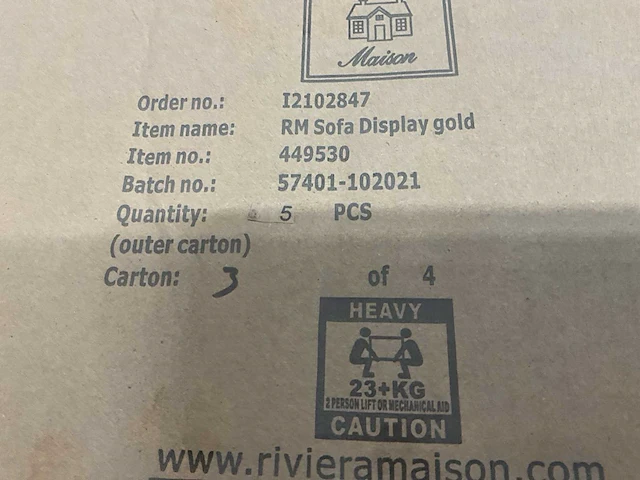 Maison
Order no.: I2102847
Item name: RM Sofa Display gold
Item no.: 449530
Batch no.: 57401-102021
Quantity: 5 PCS
(outer carton)
Carton: 3 of 4
HEAVY
23+KG
2 PERSON LIFT OR MECHANICAL AID
CAUTION
www.rivieramaison.com